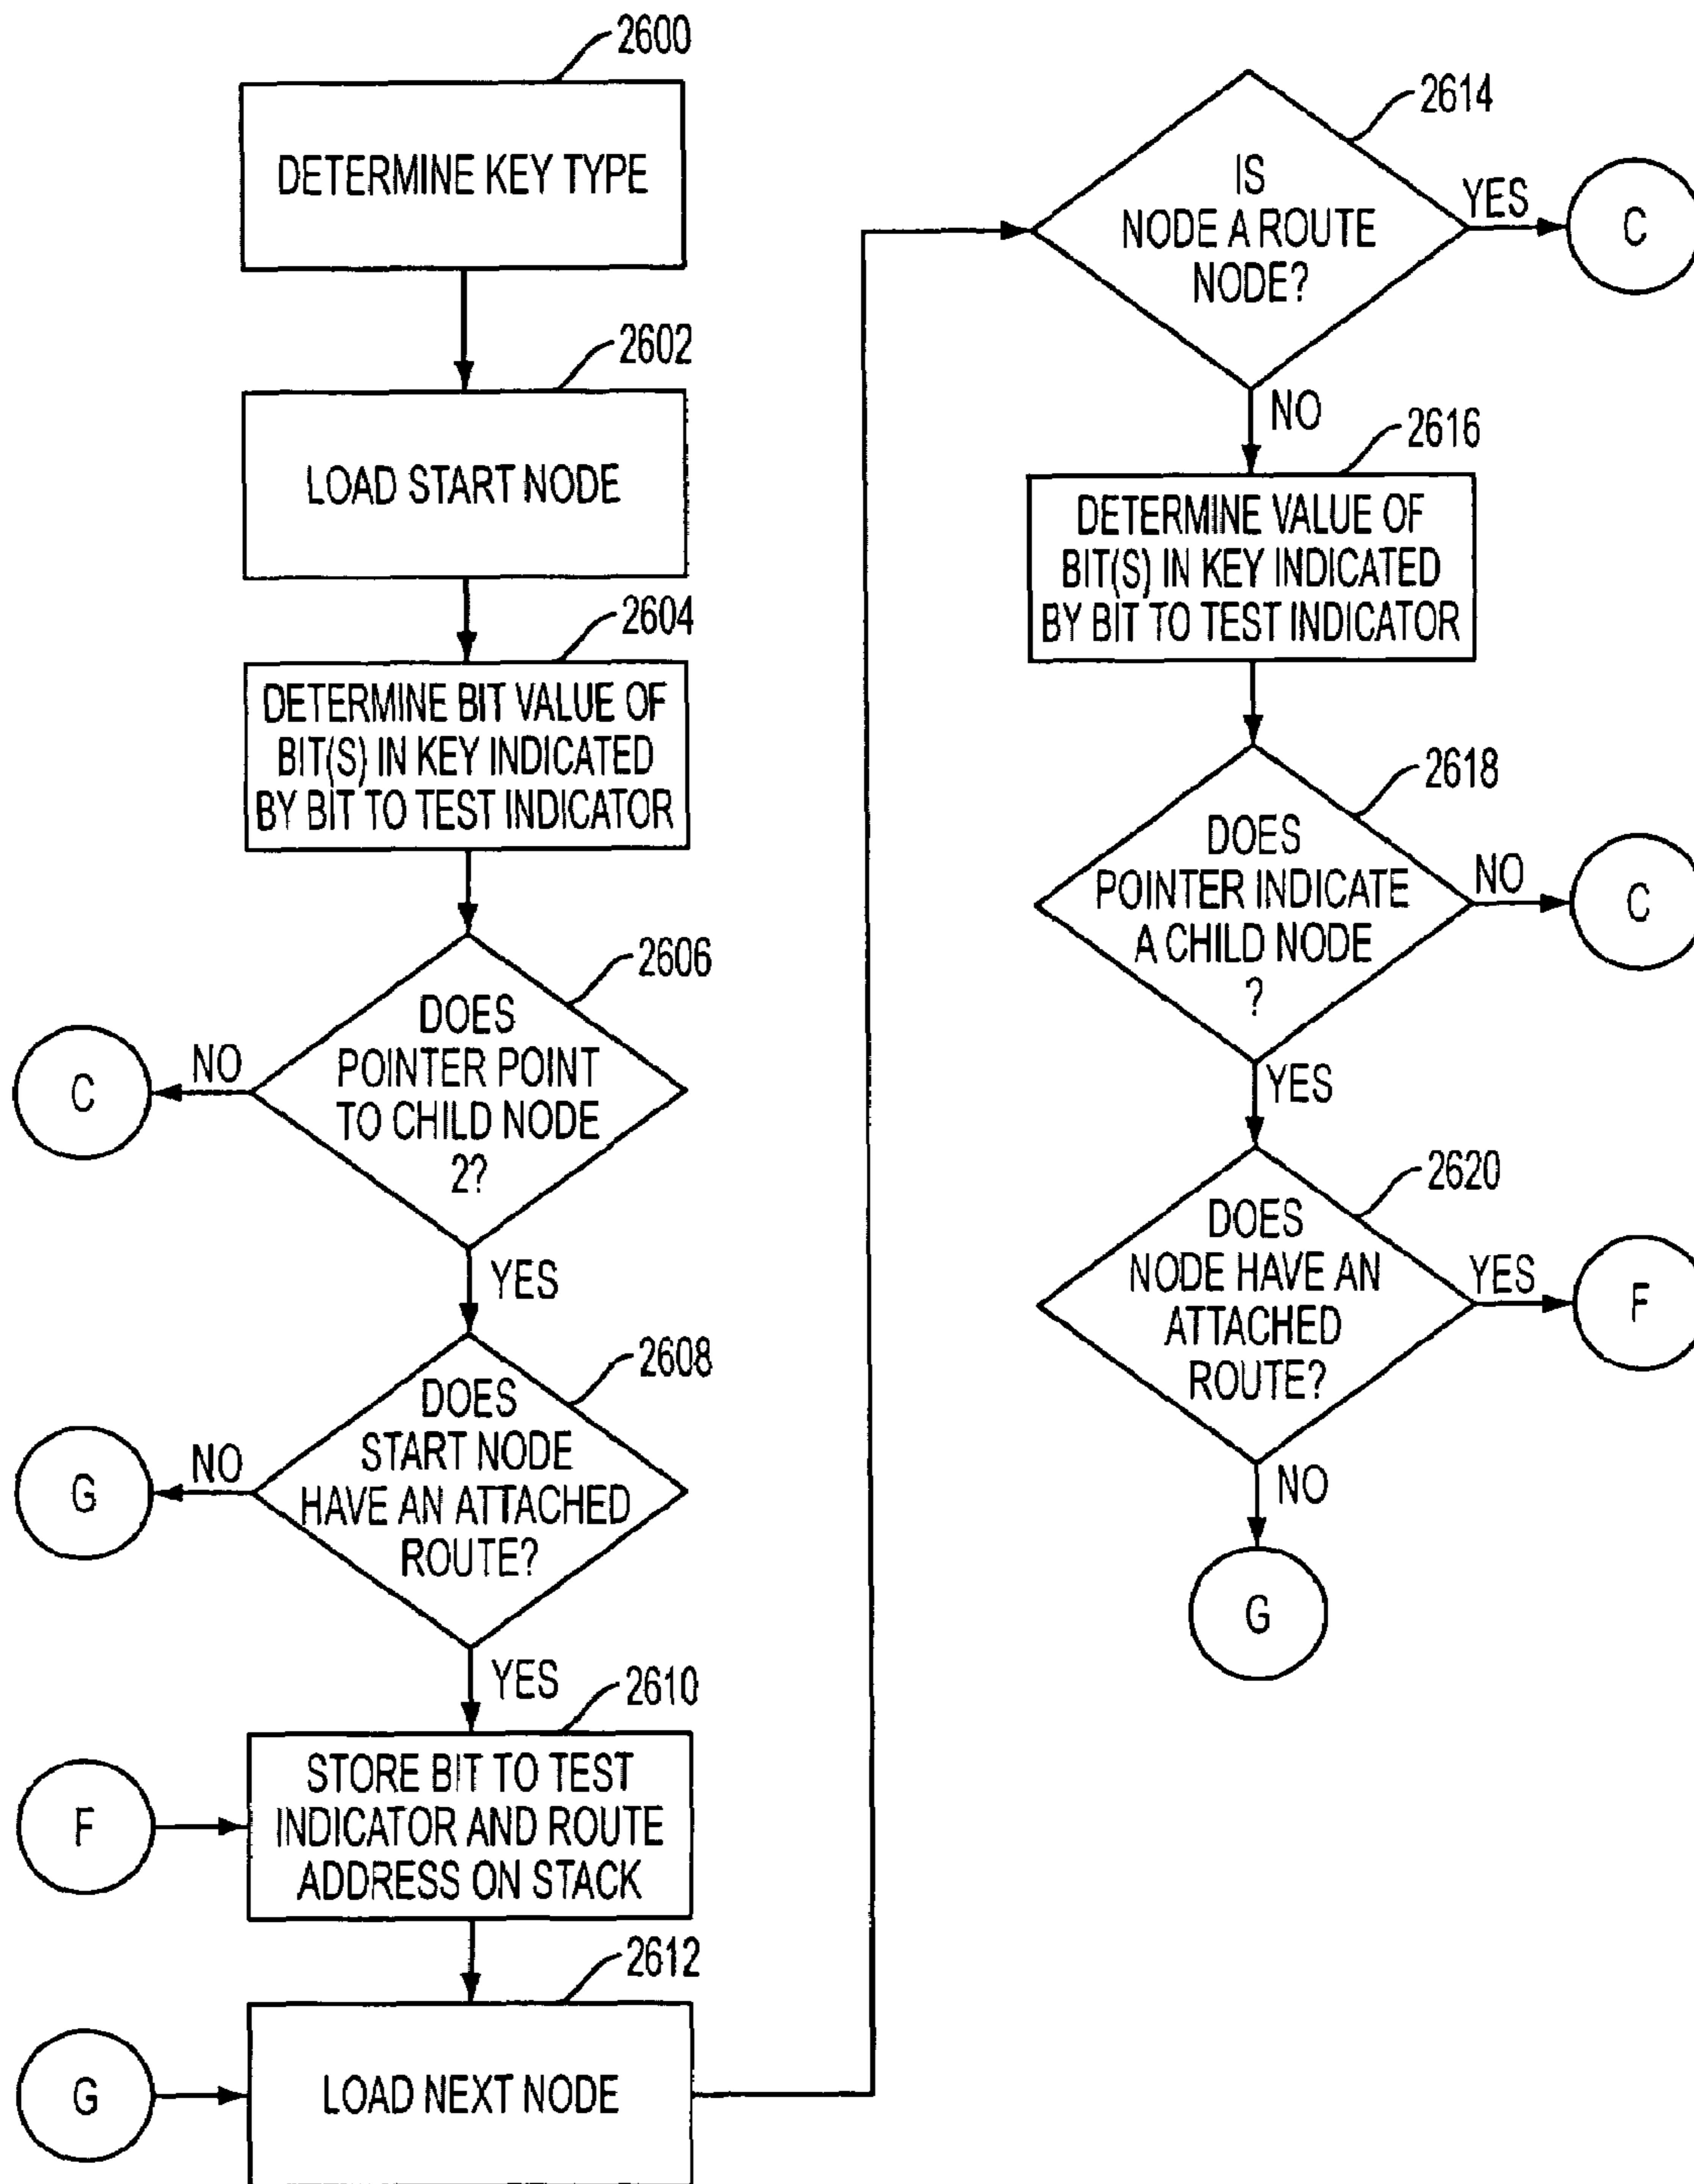 2600
DETERMINE KEY TYPE
2602
LOAD START NODE
2604
DETERMINE BIT VALUE OF
BIT(S) IN KEY INDICATED
BY BIT TO TEST INDICATOR
2606
DOES
POINTER POINT
TO CHILD NODE
2?
NO
C
YES
2608
DOES
START NODE
HAVE AN ATTACHED
ROUTE?
NO
G
YES
2610
F
STORE BIT TO TEST
INDICATOR AND ROUTE
ADDRESS ON STACK
2612
G
LOAD NEXT NODE
2614
IS
NODE A ROUTE
NODE?
YES
C
NO
2616
DETERMINE VALUE OF
BIT(S) IN KEY INDICATED
BY BIT TO TEST INDICATOR
2618
DOES
POINTER INDICATE
A CHILD NODE
?
NO
C
YES
2620
DOES
NODE HAVE AN
ATTACHED
ROUTE?
YES
F
NO
G